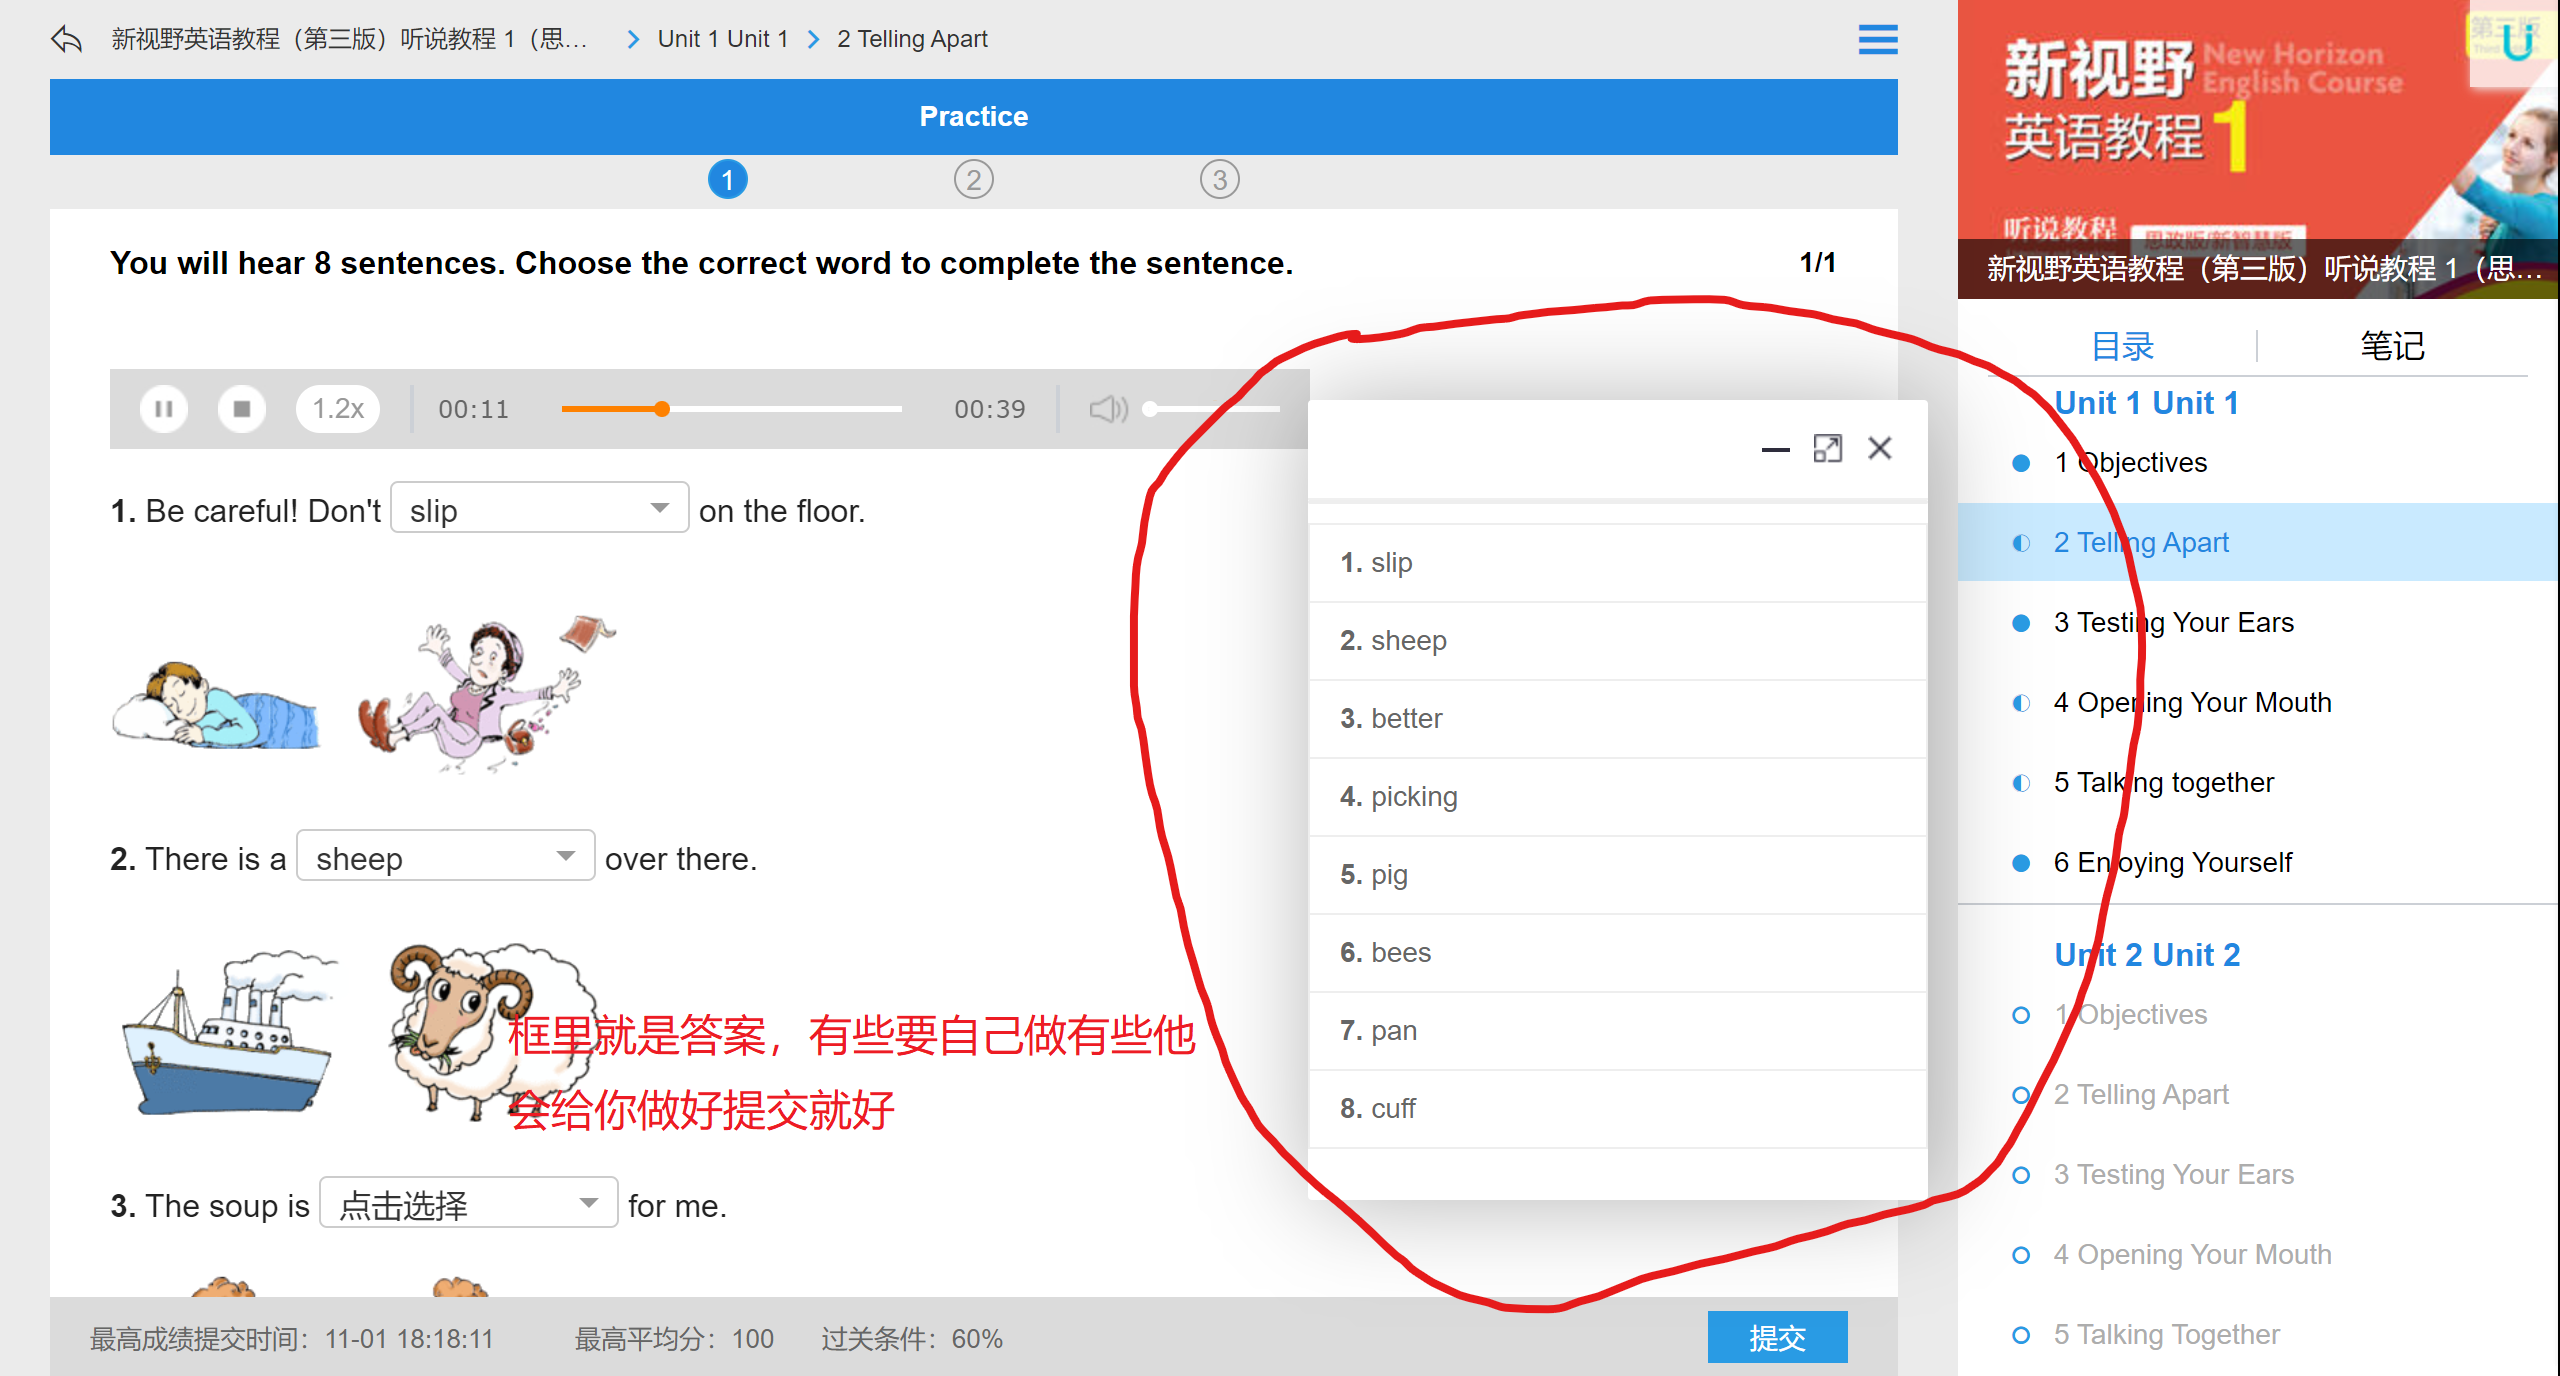 新视野英语教程（第三版）听说教程 1（思…
Unit 1 Unit 1
2 Telling Apart
Practice
1
2
3
You will hear 8 sentences. Choose the correct word to complete the sentence.
1/1
1.2x
00:11
00:39
1. Be careful! Don't slip on the floor.
2. There is a sheep over there.
框里就是答案，有些要自己做有些他
会给你做好提交就好
3. The soup is 点击选择 for me.
最高成绩提交时间：11-01 18:18:11
最高平均分：100
过关条件：60%
提交
1. slip
2. sheep
3. better
4. picking
5. pig
6. bees
7. pan
8. cuff
新视野
New Horizon
English Course
英语教程1
第三版
听说教程
思政版/新智慧版
新视野英语教程（第三版）听说教程 1（思…
目录
笔记
Unit 1 Unit 1
1 Objectives
2 Telling Apart
3 Testing Your Ears
4 Opening Your Mouth
5 Talking together
6 Enjoying Yourself
Unit 2 Unit 2
1 Objectives
2 Telling Apart
3 Testing Your Ears
4 Opening Your Mouth
5 Talking Together